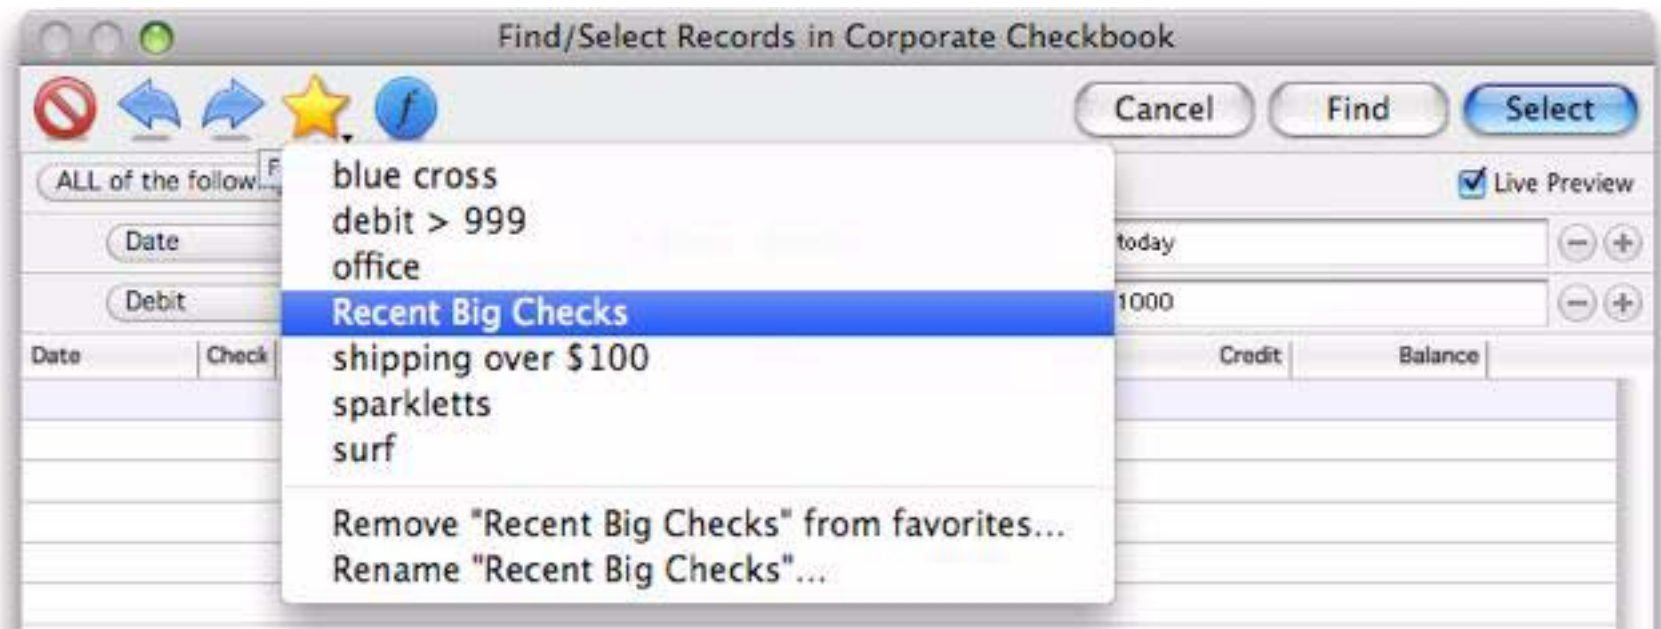 Find/Select Records in Corporate Checkbook
f
Cancel Find Select
ALL of the follow
Live Preview
blue cross
debit > 999
office
Recent Big Checks
shipping over $100
sparkletts
surf
Remove "Recent Big Checks" from favorites...
Rename "Recent Big Checks"...
Date today
Debit 1000
Date Check Credit Balance